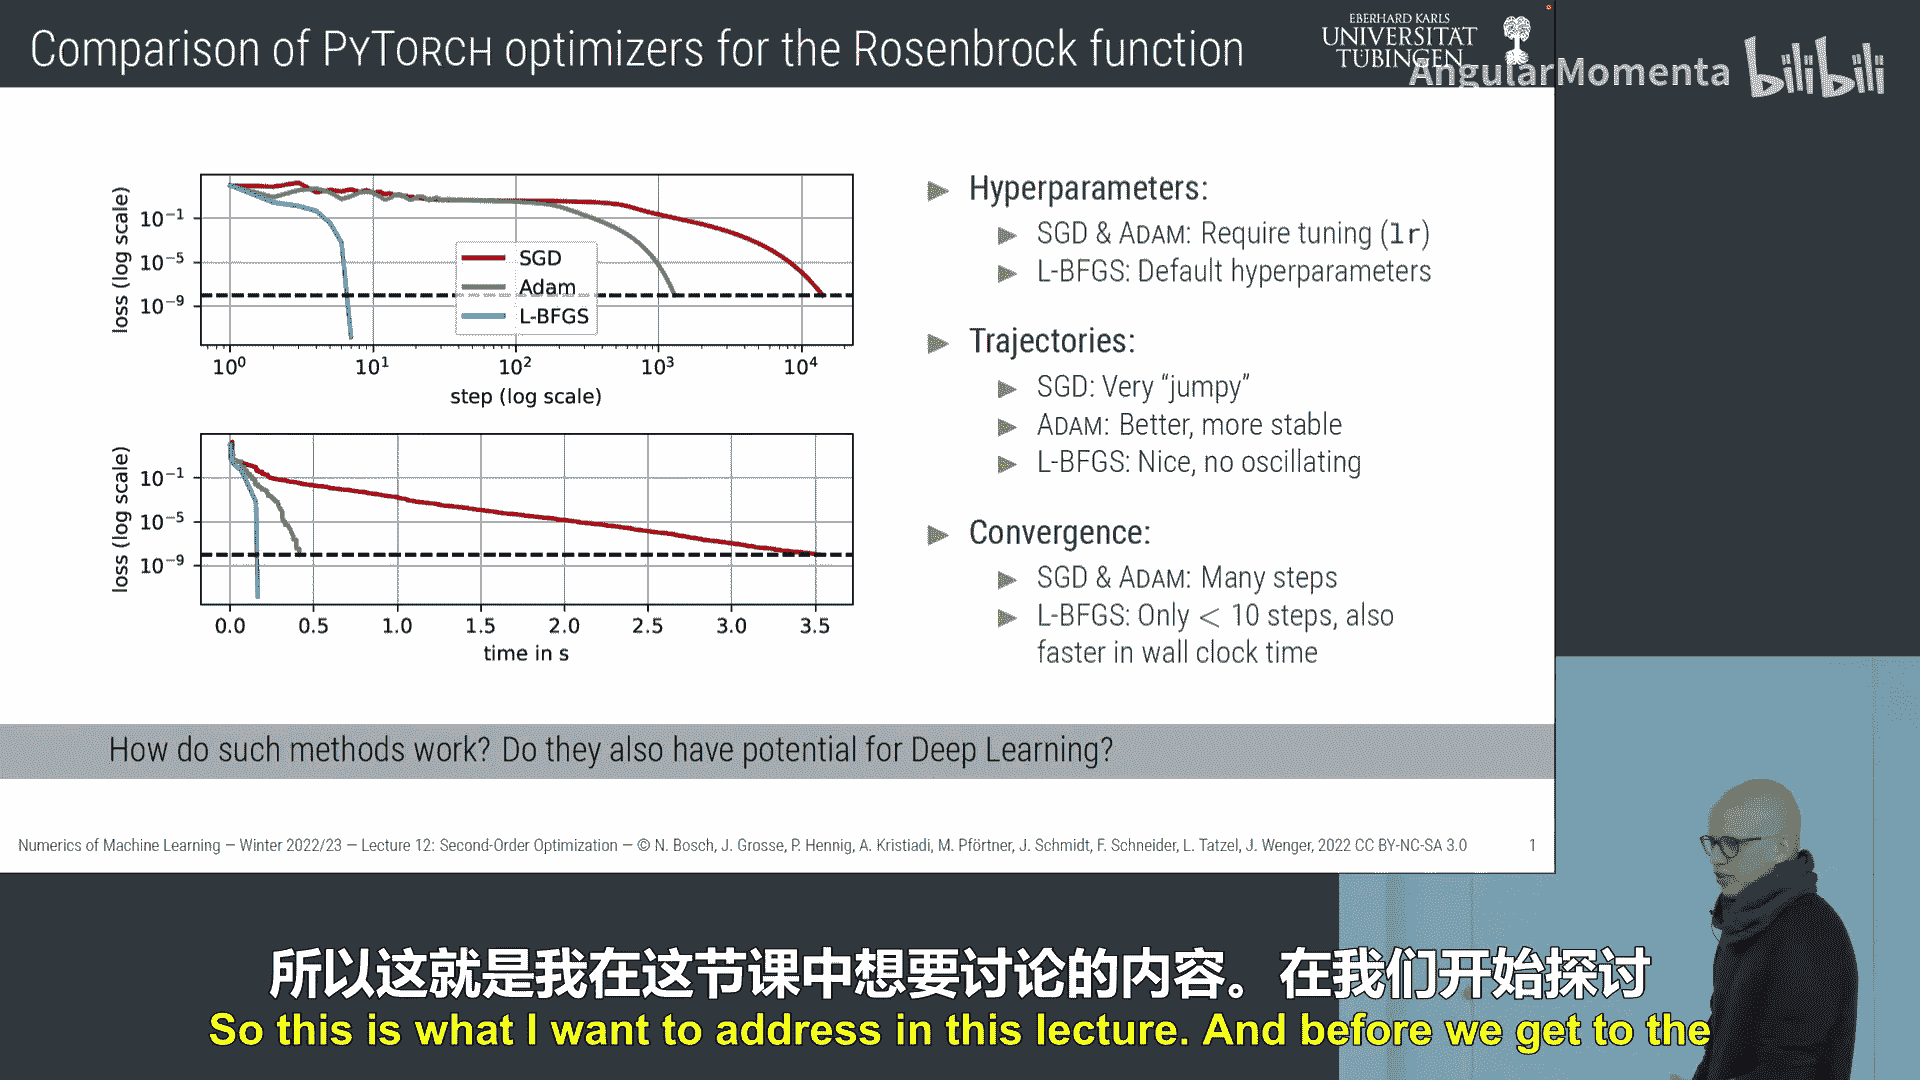 Comparison of PYTORCH optimizers for the Rosenbrock function
EBERHARD KARLS
UNIVERSITÄT
TÜBINGEN
AngularMomenta bilibili
loss (log scale)
10⁻¹
10⁻⁵
10⁻⁹
SGD
Adam
L-BFGS
10⁰ 10¹ 10² 10³ 10⁴
step (log scale)
loss (log scale)
10⁻¹
10⁻⁵
10⁻⁹
0.0 0.5 1.0 1.5 2.0 2.5 3.0 3.5
time in s
Hyperparameters:
SGD & ADAM: Require tuning (lr)
L-BFGS: Default hyperparameters
Trajectories:
SGD: Very “jumpy”
ADAM: Better, more stable
L-BFGS: Nice, no oscillating
Convergence:
SGD & ADAM: Many steps
L-BFGS: Only < 10 steps, also
faster in wall clock time
How do such methods work? Do they also have potential for Deep Learning?
Numerics of Machine Learning — Winter 2022/23 — Lecture 12: Second-Order Optimization — © N. Bosch, J. Grosse, P. Hennig, A. Kristiadi, M. Pförtner, J. Schmidt, F. Schneider, L. Tatzel, J. Wenger, 2022 CC BY-NC-SA 3.0 1
所以这就是我在这节课中想要讨论的内容。在我们开始探讨
So this is what I want to address in this lecture. And before we get to the